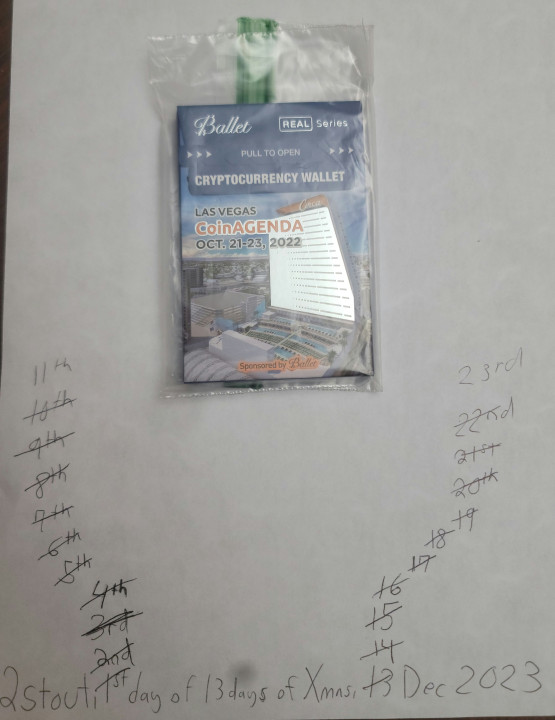 Ballet REAL Series
>>> PULL TO OPEN >>>
CRYPTOCURRENCY WALLET
Circa
LAS VEGAS
CoinAGENDA
OCT. 21-23, 2022
Sponsored by Ballet
11th
10th
9th
8th
7th
6th
5th
4th
3rd
2nd
1st
23rd
22nd
21st
20th
19
18
17
16
15
14
day of 13 days of Xmns, 13 Dec 2023